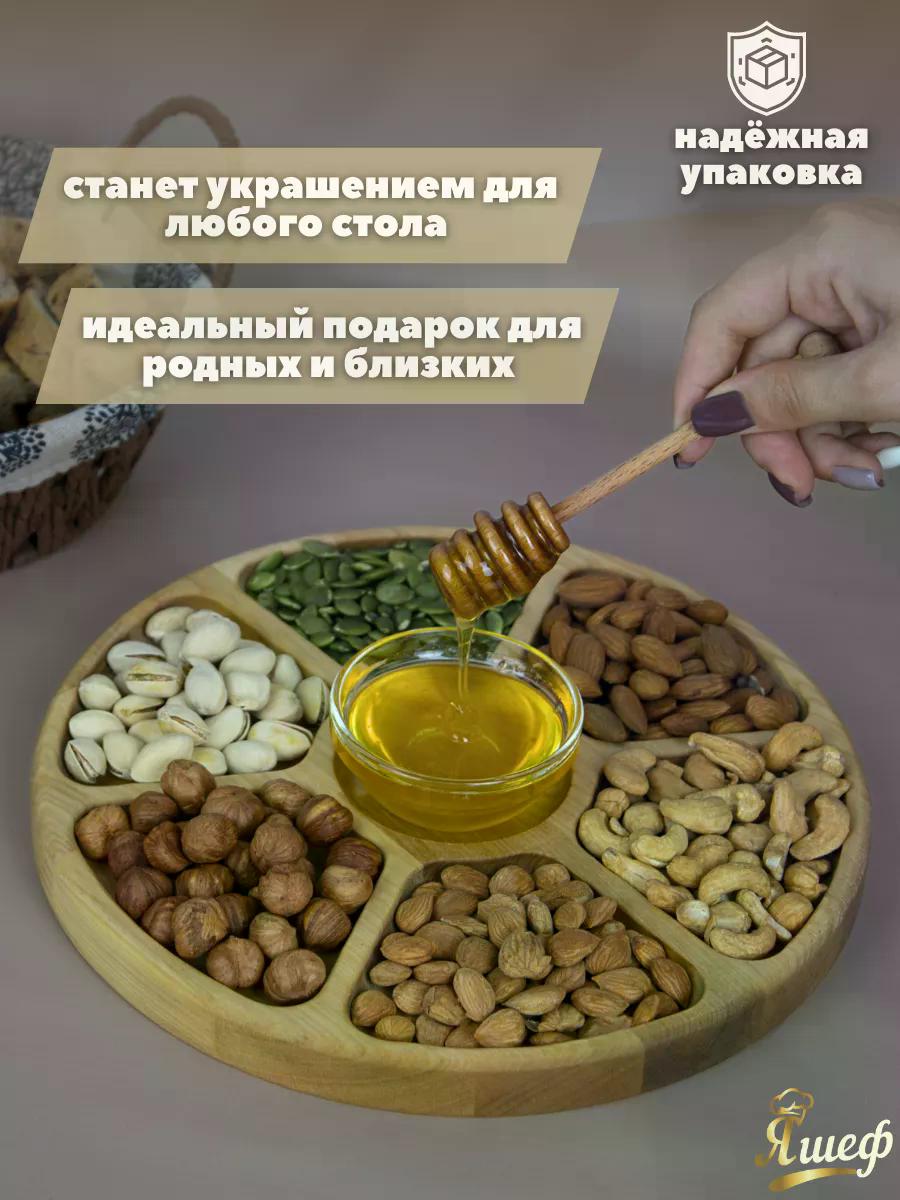 надёжная
упаковка
станет украшением для
любого стола
идеальный подарок для
родных и близких
Яшеф